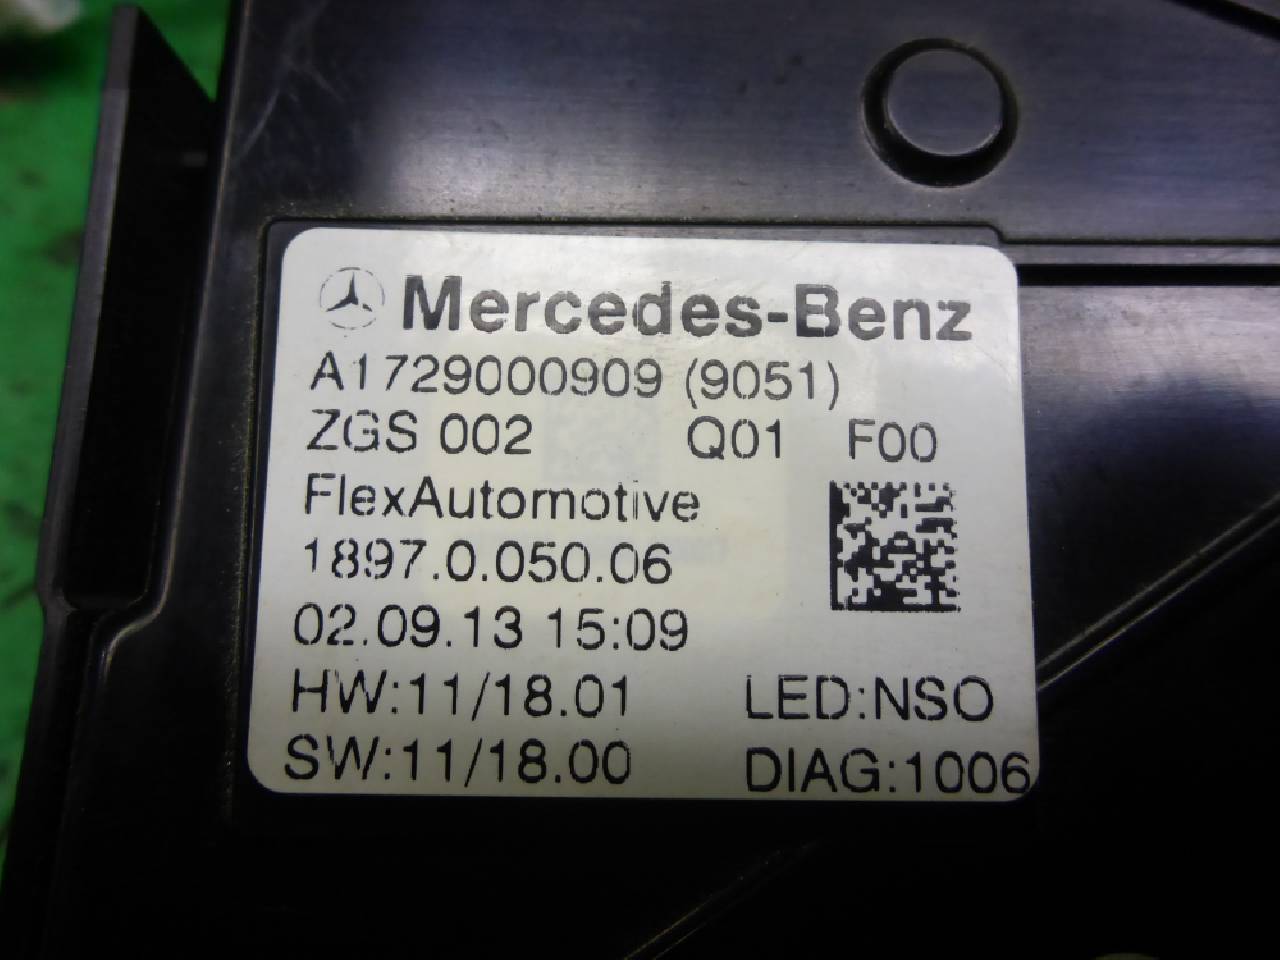 Mercedes-Benz
A1729000909 (9051)
ZGS 002 Q01 F00
FlexAutomotive
1897.0.050.06
02.09.13 15:09
HW:11/18.01 LED:NSO
SW:11/18.00 DIAG:1006